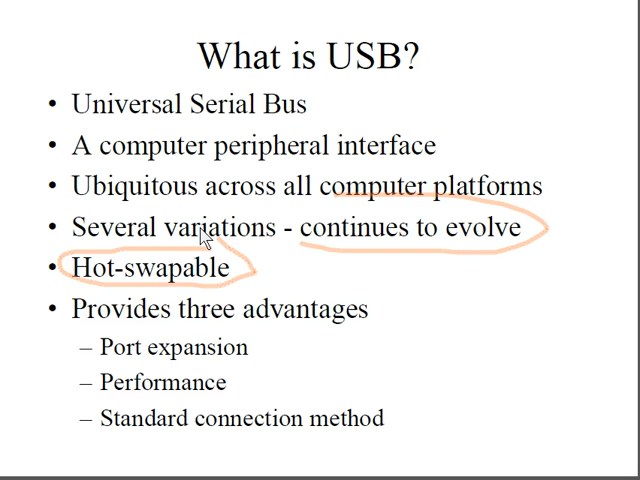 What is USB?
• Universal Serial Bus
• A computer peripheral interface
• Ubiquitous across all computer platforms
• Several variations - continues to evolve
• Hot-swapable
• Provides three advantages
– Port expansion
– Performance
– Standard connection method